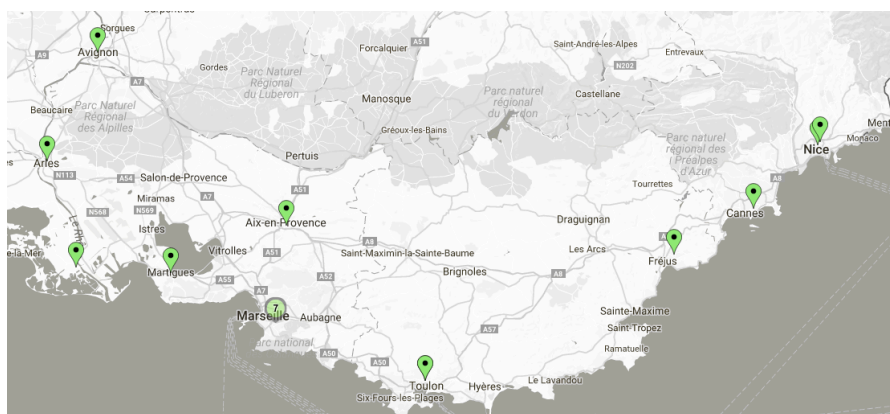 Sorgues
Avignon
A9
A7
Gordes
Parc Naturel
Régional
du Luberon
Forcalquier
A51
Manosque
Saint-André-les-Alpes
N202
Entrevaux
Castellane
Parc naturel
régional
du Verdon
Gréoux-les-Bains
Beaucaire
Parc Naturel
Régional
des Alpilles
Arles
N113
A54
Salon-de-Provence
Pertuis
A51
Miramas
N568
N569
Istres
Aix-en-Provence
Vitrolles
A51
A8
Saint-Maximin-la-Sainte-Baume
Martigues
A55
A52
A7
7
Marseille
Aubagne
A50
A50
Toulon
Six-Fours-les-Plages
Hyères
Le Lavandou
Brignoles
A8
A57
Draguignan
Les Arcs
Fréjus
Sainte-Maxime
Saint-Tropez
Ramatuelle
Tourrettes
Parc naturel
régional des
Préalpes
d'Azur
Cannes
A8
Nice
Monaco
Ment